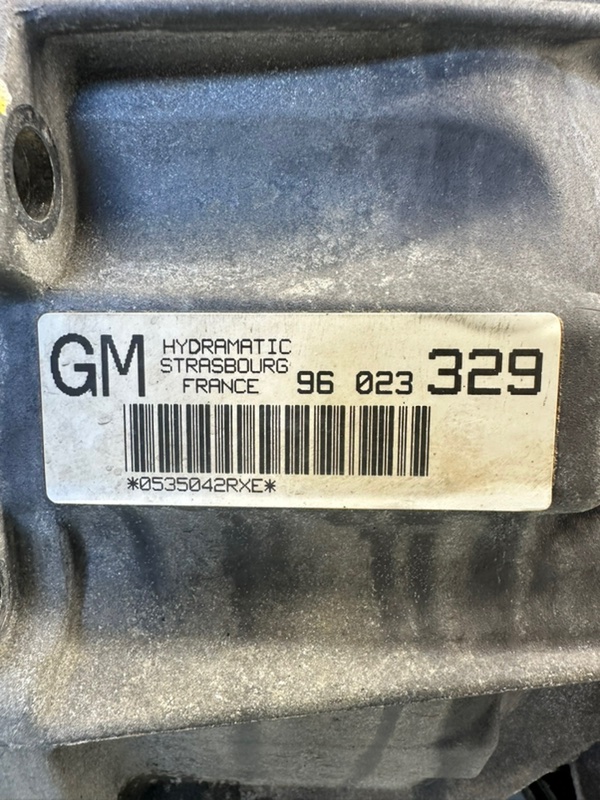 GM HYDRAMATIC
STRASBOURG
FRANCE 96 023 329
*0535042RXE*